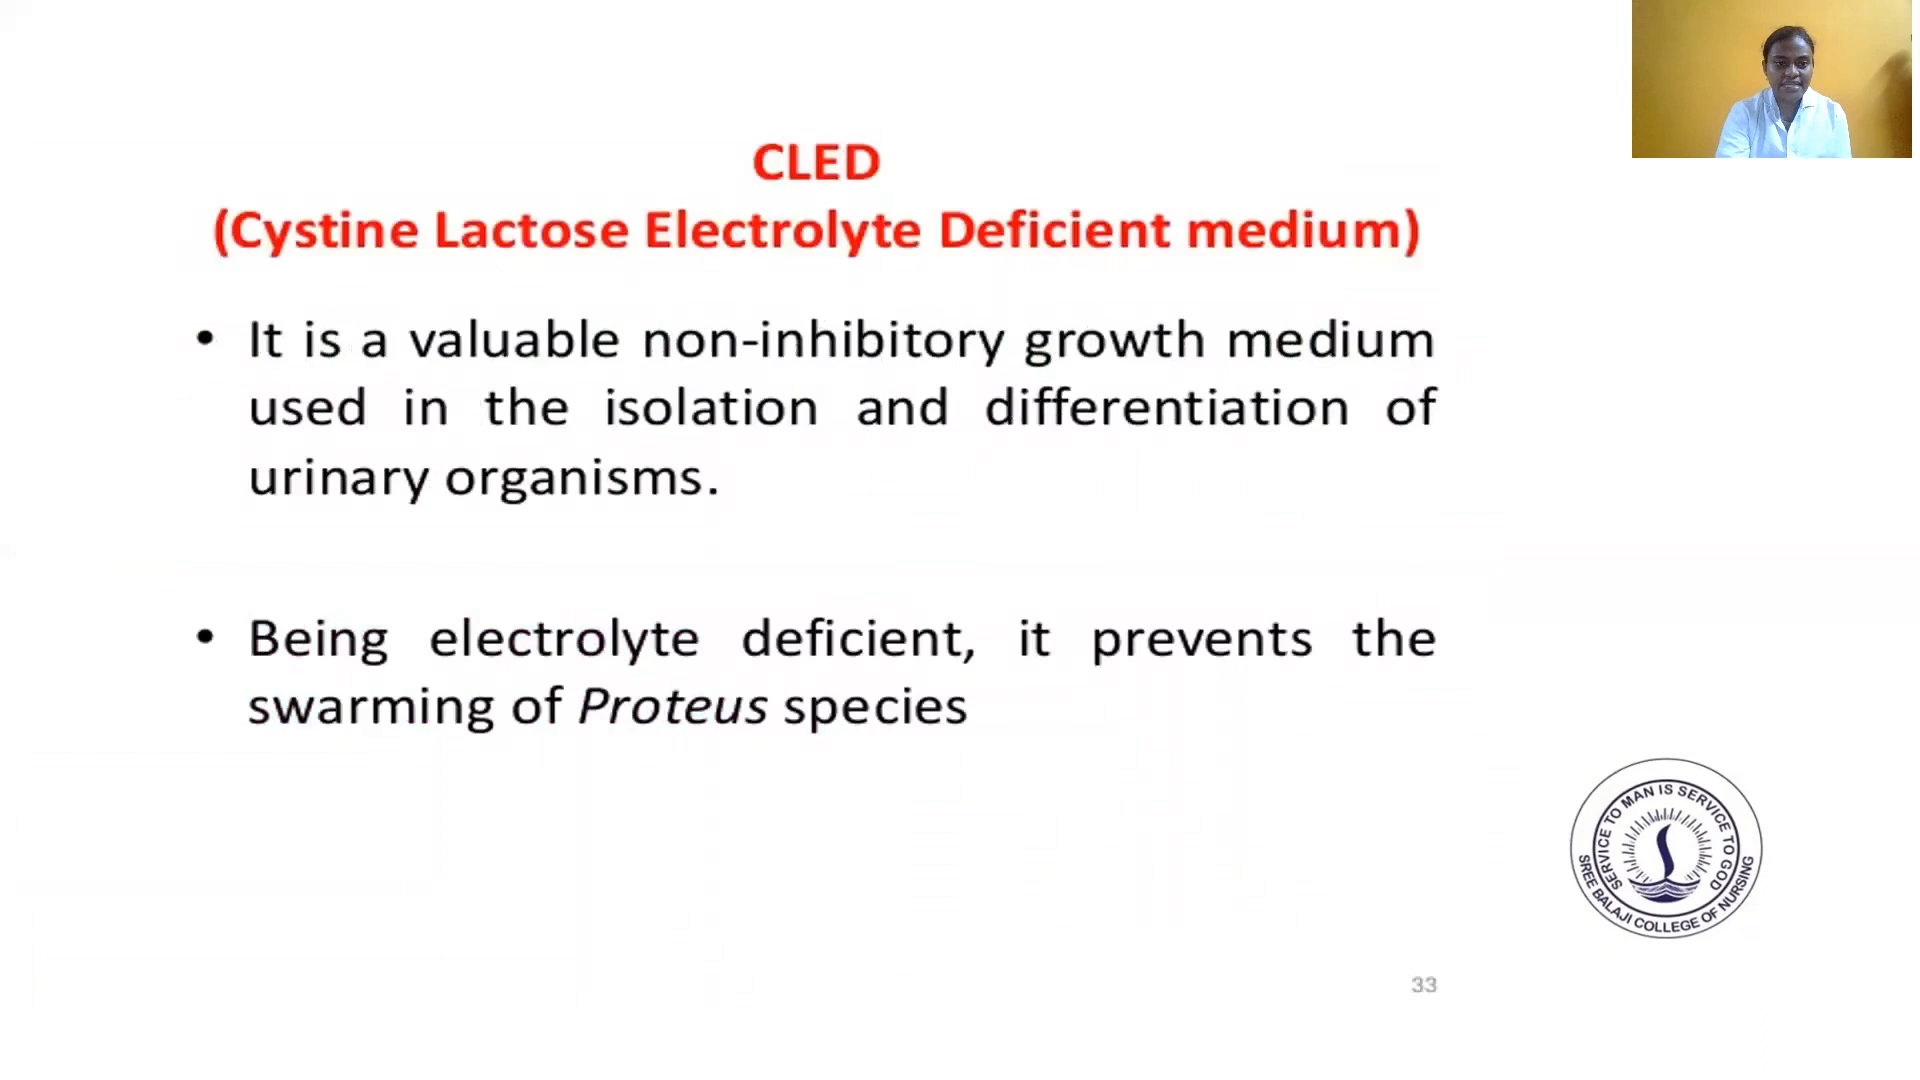 CLED
(Cystine Lactose Electrolyte Deficient medium)
• It is a valuable non-inhibitory growth medium
used in the isolation and differentiation of
urinary organisms.
• Being electrolyte deficient, it prevents the
swarming of Proteus species
SERVICE TO MAN IS SERVICE TO GOD
SREE BALAJI COLLEGE OF NURSING
33